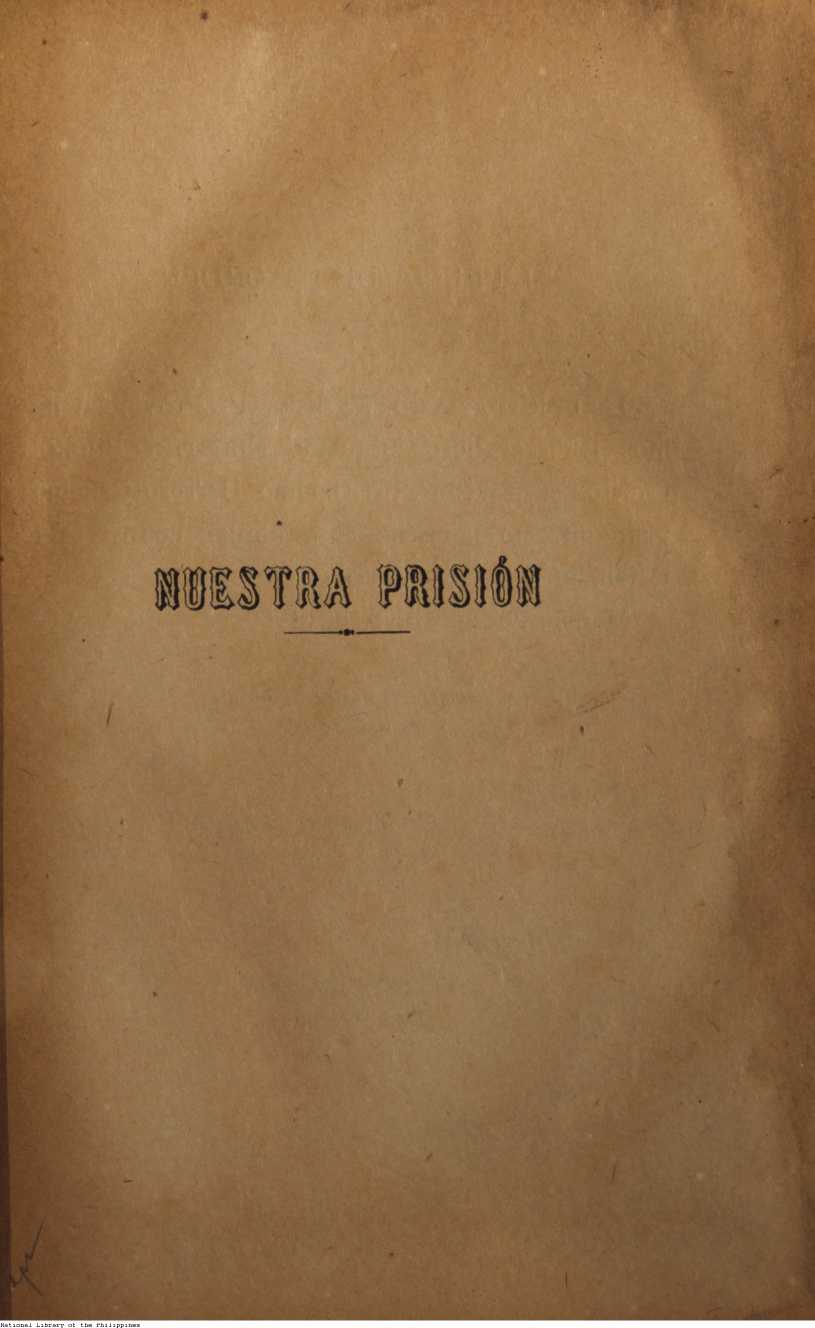 NUESTRA PRISIÓN
National Library of the Philippines